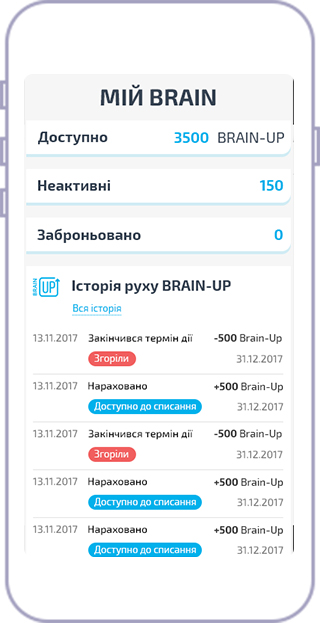 МІЙ BRAIN
Доступно 3500 BRAIN-UP
Неактивні 150
Заброньовано 0
BRAIN UP Історія руху BRAIN-UP
Вся історія
13.11.2017 Закінчився термін дії -500 Brain-Up
Згоріли 31.12.2017
13.11.2017 Нараховано +500 Brain-Up
Доступно до списання 31.12.2017
13.11.2017 Закінчився термін дії -500 Brain-Up
Згоріли 31.12.2017
13.11.2017 Нараховано +500 Brain-Up
Доступно до списання 31.12.2017
13.11.2017 Нараховано +500 Brain-Up
Доступно до списання 31.12.2017